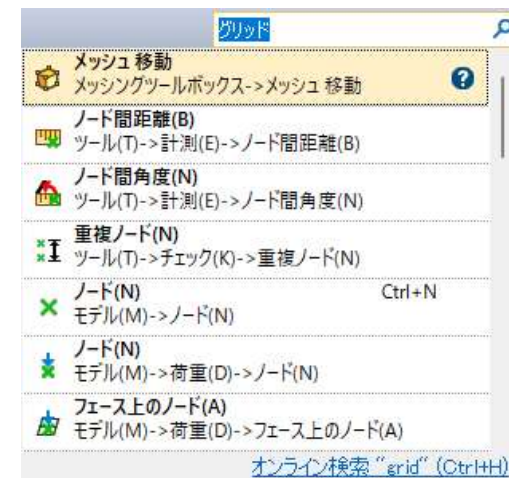 グリッド
メッシュ 移動
メッシングツールボックス->メッシュ 移動
ノード間距離(B)
ツール(T)->計測(E)->ノード間距離(B)
ノード間角度(N)
ツール(T)->計測(E)->ノード間角度(N)
重複ノード(N)
ツール(T)->チェック(K)->重複ノード(N)
ノード(N) Ctrl+N
モデル(M)->ノード(N)
ノード(N)
モデル(M)->荷重(D)->ノード(N)
フェース上のノード(A)
モデル(M)->荷重(D)->フェース上のノード(A)
オンライン検索 "grid" (Ctrl+H)